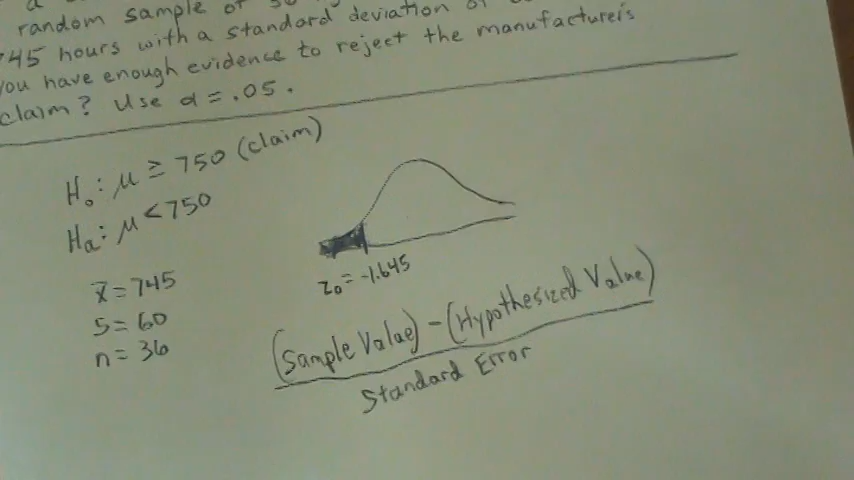 a
random sample of
745 hours with a standard deviation of
you have enough evidence to reject the manufacturer's
claim? Use α = .05.
H₀: μ ≥ 750 (claim)
Hₐ: μ < 750
x̄ = 745
s = 60
n = 36
z₀ = -1.645
(Sample Value) - (Hypothesized Value)
Standard Error